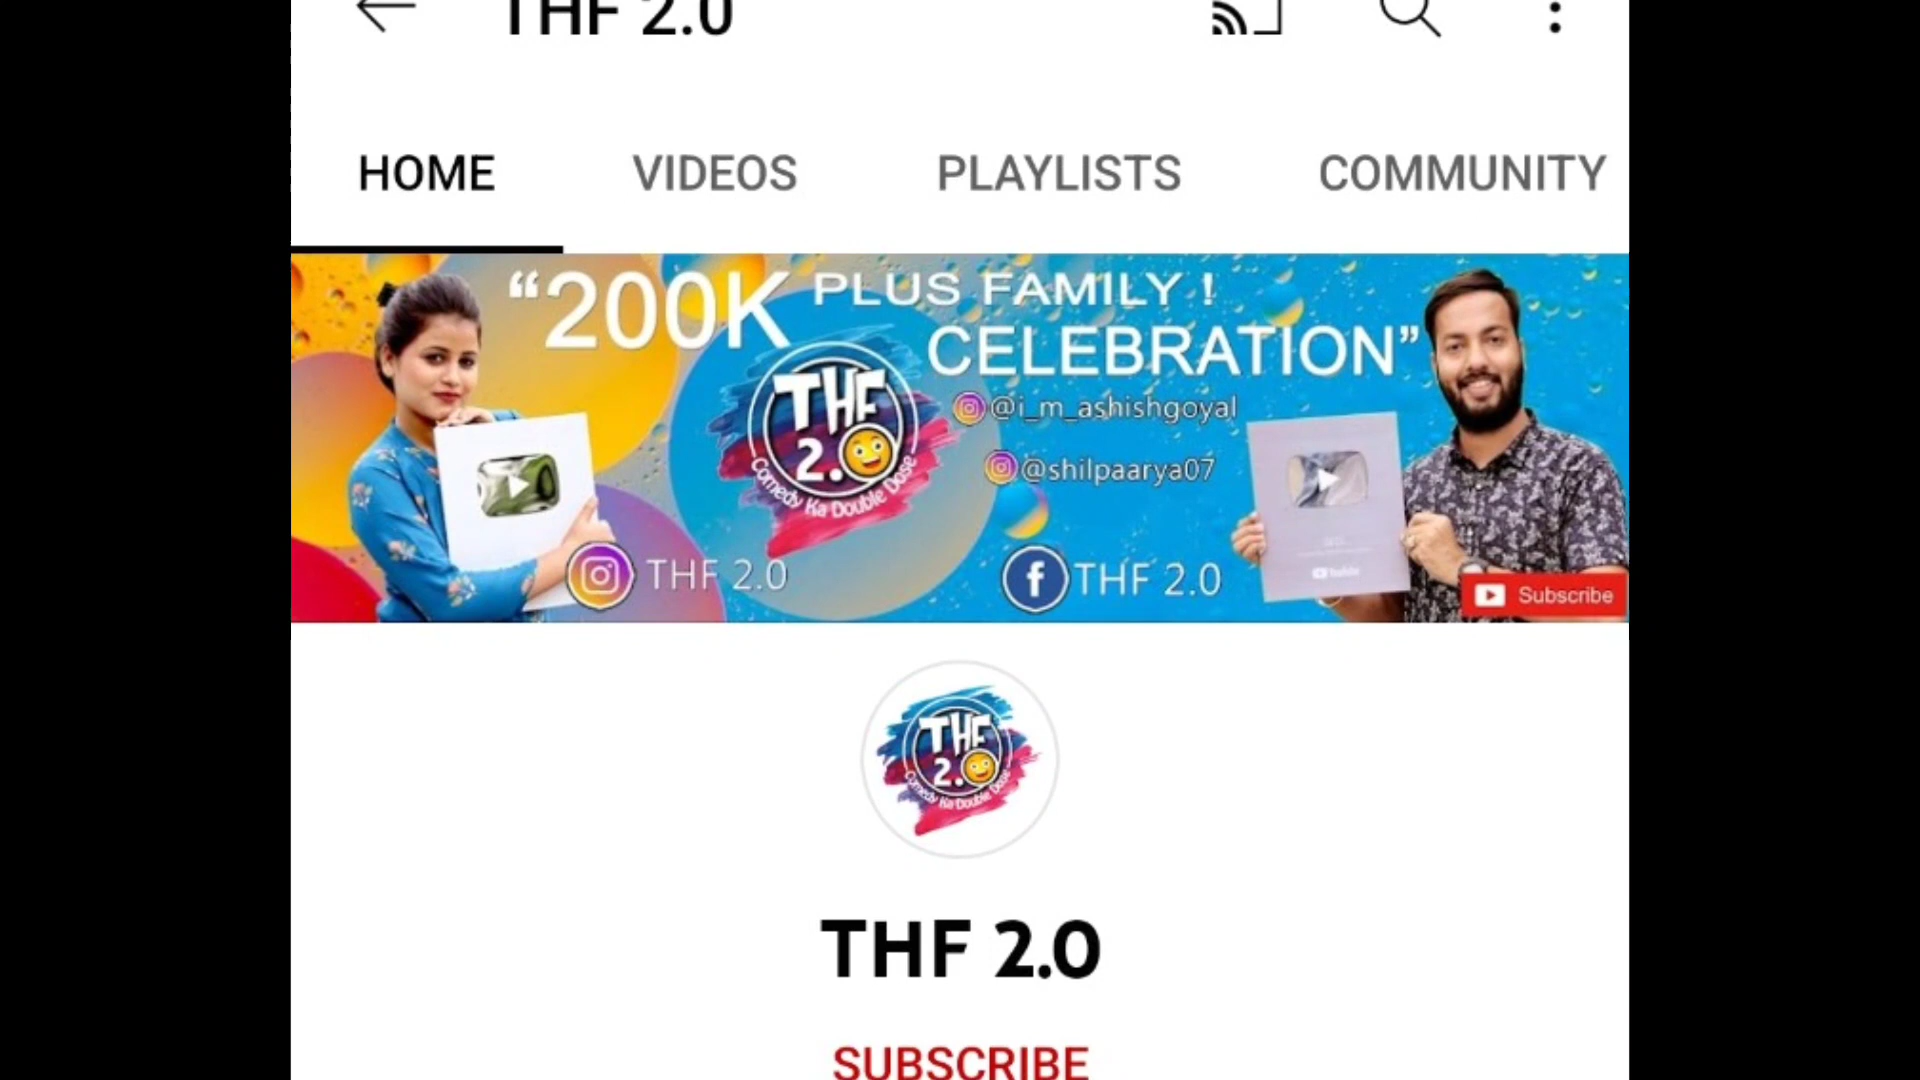 THF 2.0
HOME VIDEOS PLAYLISTS COMMUNITY
“200K PLUS FAMILY !
CELEBRATION”
THF
2.0
Comedy Ka Double Dose
@i_m_ashishgoyal
@shilpaarya07
THF 2.0
THF 2.0
YouTube
Subscribe
THF
2.0
Comedy Ka Double Dose
THF 2.0
SUBSCRIBE